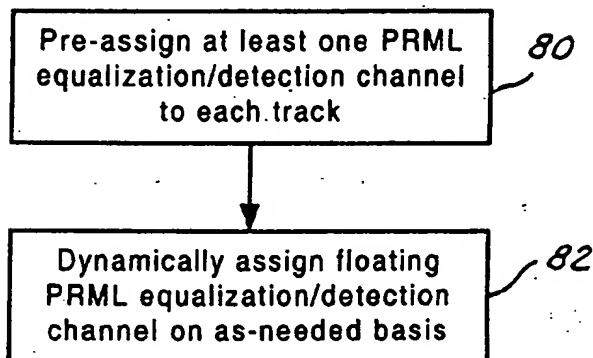 Pre-assign at least one PRML
equalization/detection channel
to each track
80
Dynamically assign floating
PRML equalization/detection
channel on as-needed basis
82